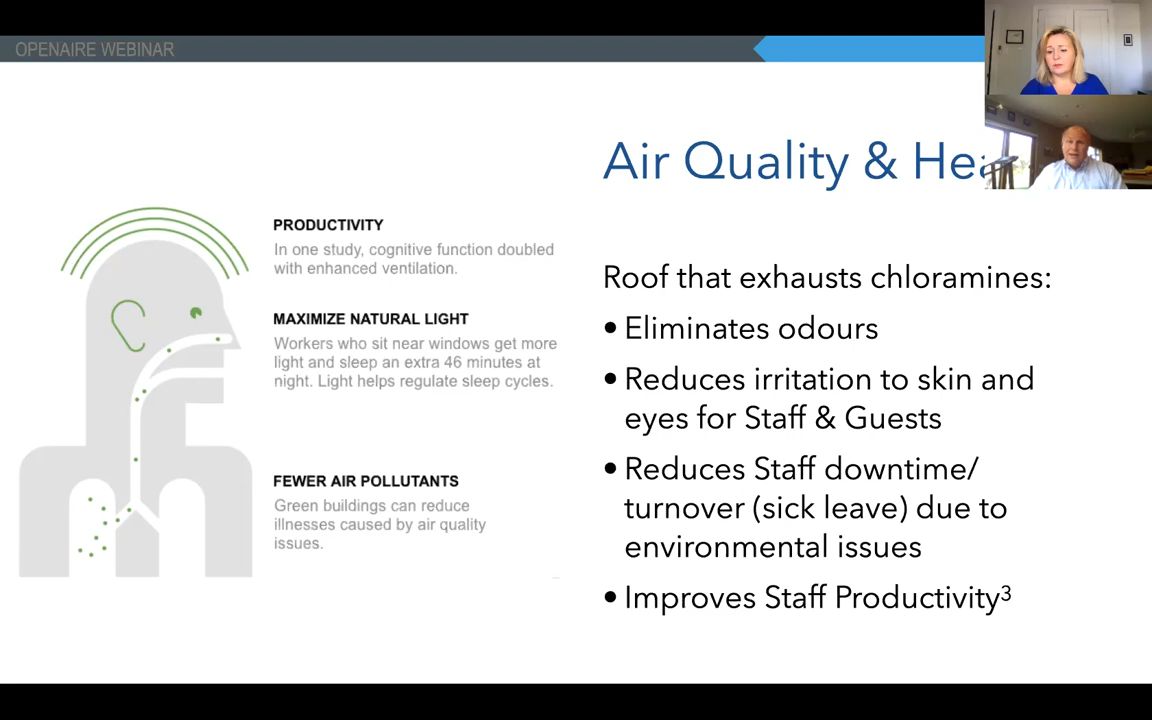 OPENAIRE WEBINAR
Air Quality &
PRODUCTIVITY
In one study, cognitive function doubled
with enhanced ventilation.
MAXIMIZE NATURAL LIGHT
Workers who sit near windows get more
light and sleep an extra 46 minutes at
night. Light helps regulate sleep cycles.
FEWER AIR POLLUTANTS
Green buildings can reduce
illnesses caused by air quality
issues.
Roof that exhausts chloramines:
• Eliminates odours
• Reduces irritation to skin and
eyes for Staff & Guests
• Reduces Staff downtime/
turnover (sick leave) due to
environmental issues
• Improves Staff Productivity³